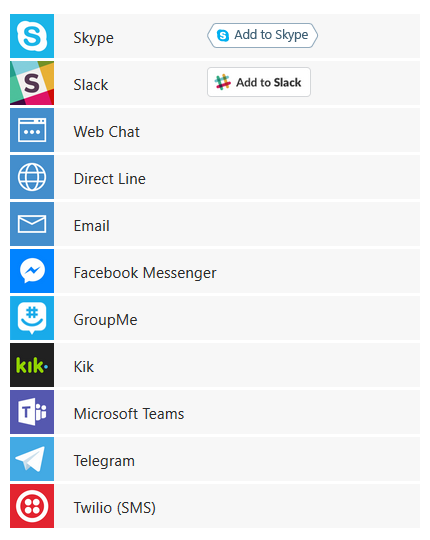 Skype Add to Skype
Slack Add to Slack
Web Chat
Direct Line
Email
Facebook Messenger
GroupMe
kik. Kik
Microsoft Teams
Telegram
Twilio (SMS)